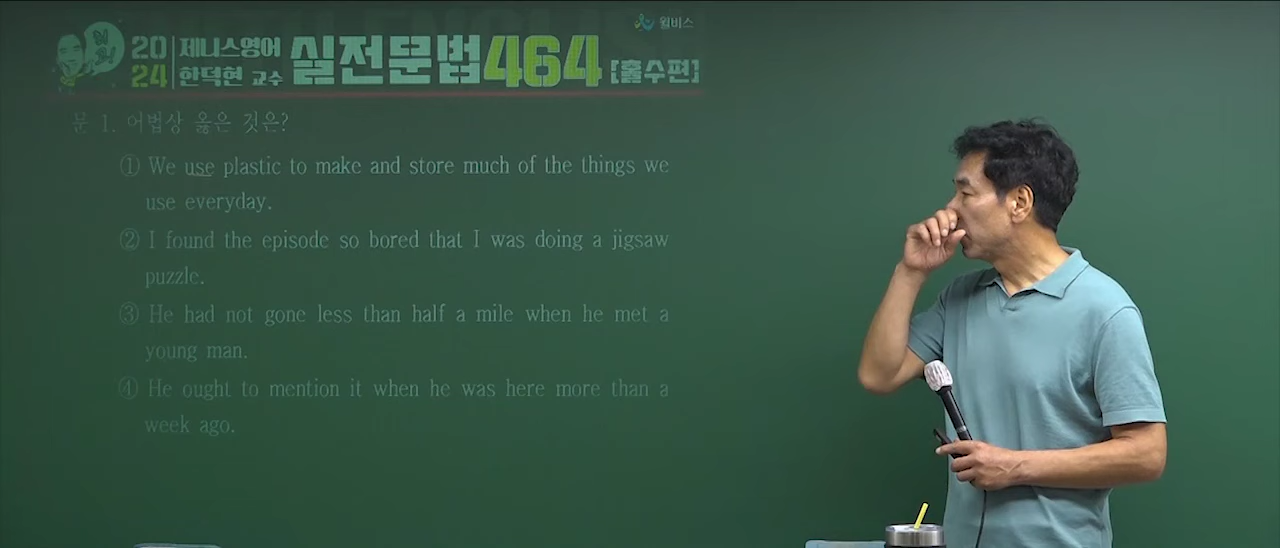 윌비스
2024 제니스영어 한덕현 교수 실전문법464 [홀수편]
문 1. 어법상 옳은 것은?
① We use plastic to make and store much of the things we
use everyday.
② I found the episode so bored that I was doing a jigsaw
puzzle.
③ He had not gone less than half a mile when he met a
young man.
④ He ought to mention it when he was here more than a
week ago.